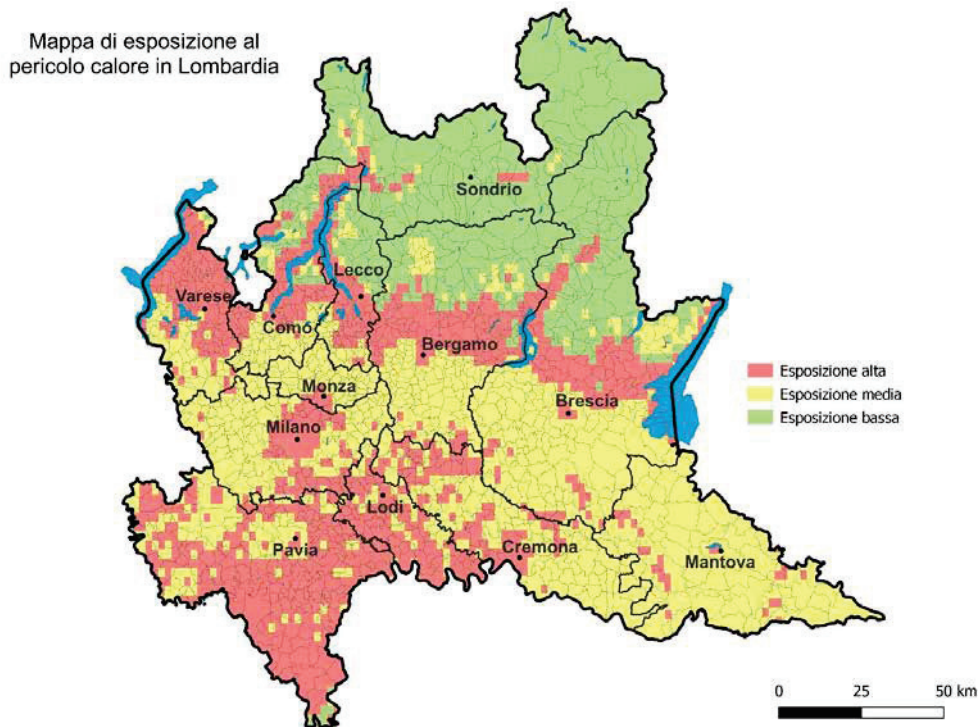 Mappa di esposizione al
pericolo calore in Lombardia
Sondrio
Lecco
Varese
Como
Bergamo
Esposizione alta
Monza
Esposizione media
Brescia
Esposizione bassa
Milano
Lodi
Pavia
Cremona
Mantova
0 25 50 km